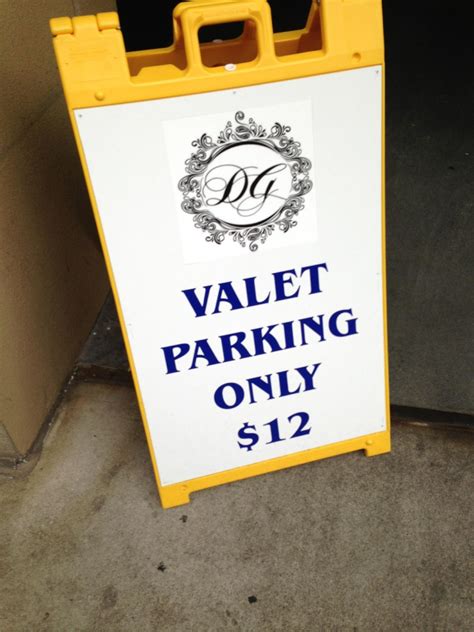 DG
VALET
PARKING
ONLY
$12